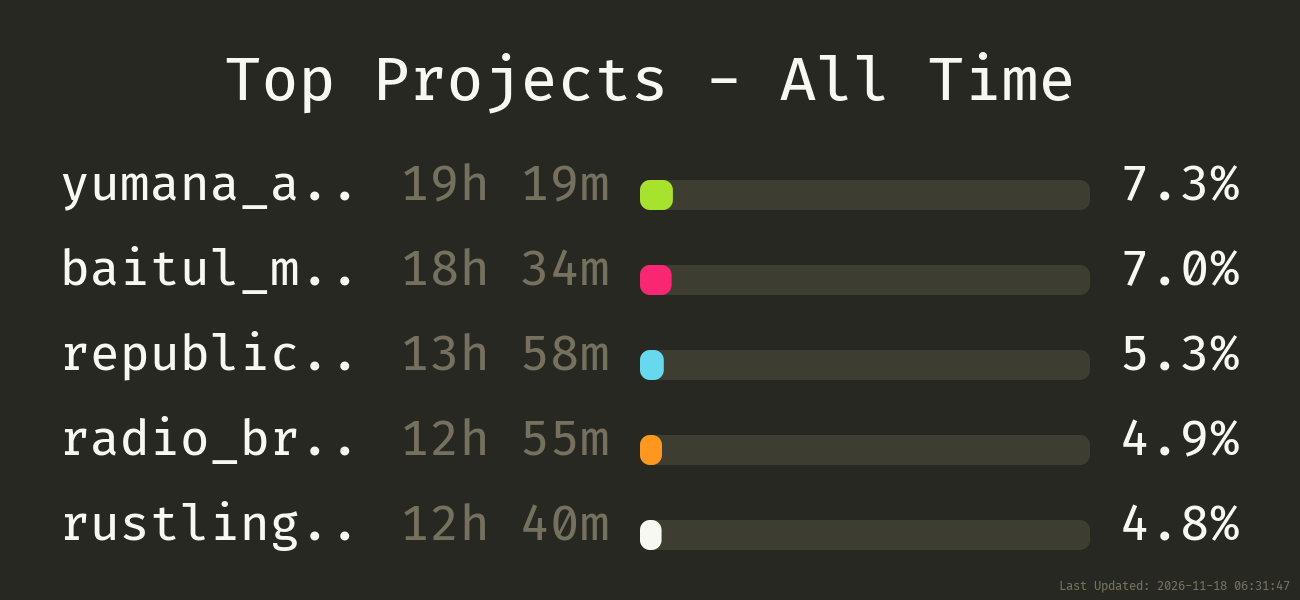 Top Projects - All Time
yumana_a.. 19h 19m 7.3%
baitul_m.. 18h 34m 7.0%
republic.. 13h 58m 5.3%
radio_br.. 12h 55m 4.9%
rustling.. 12h 40m 4.8%
Last Updated: 2026-11-18 06:31:47